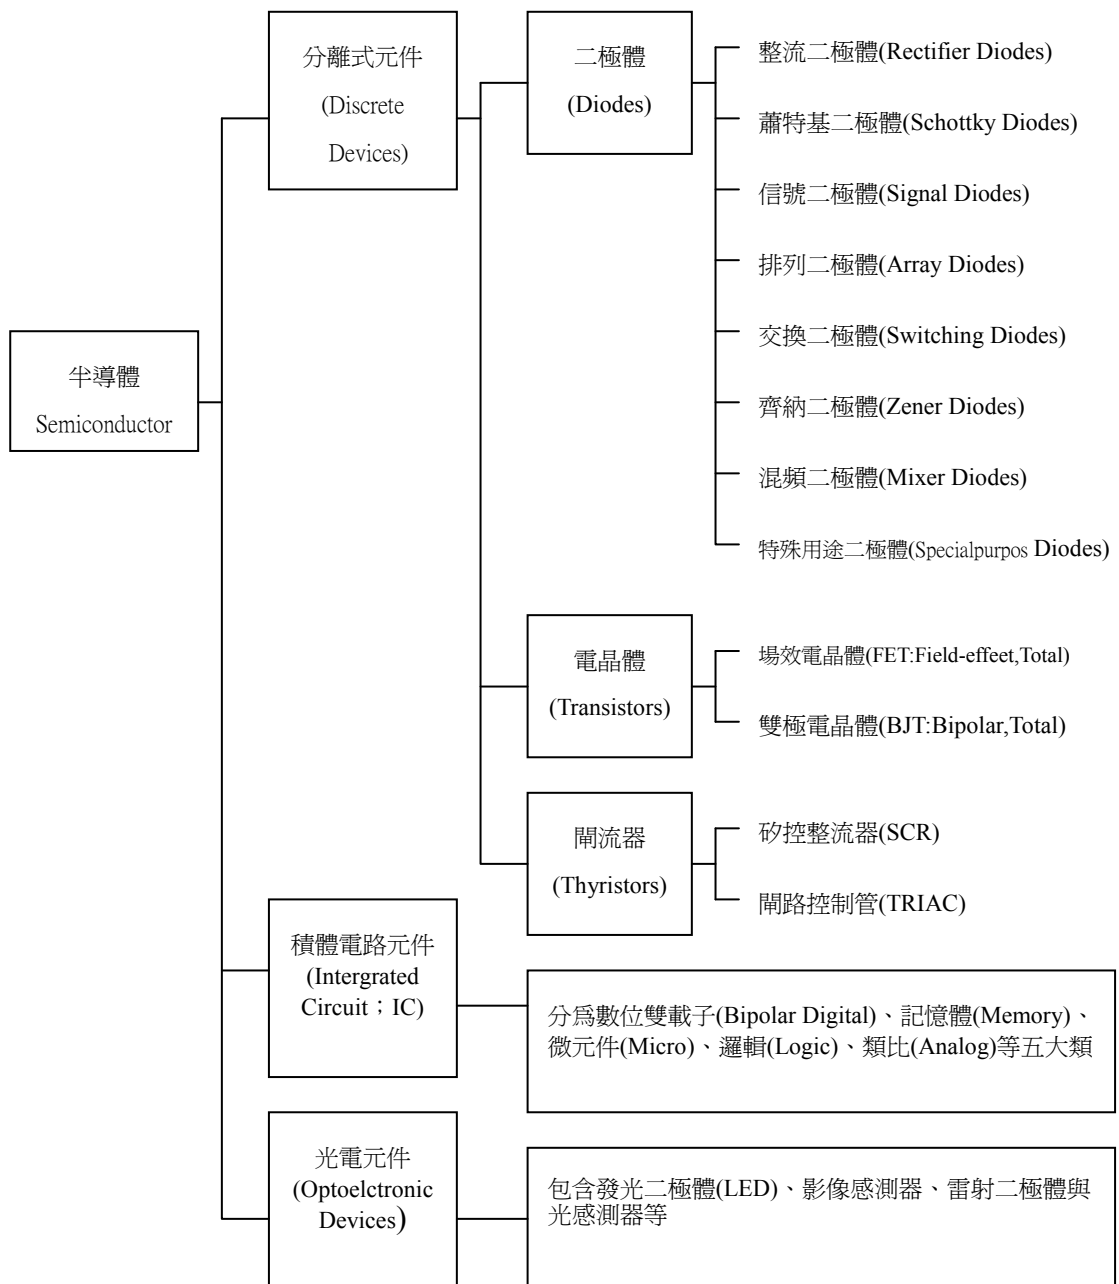 分離式元件
(Discrete
Devices)
二極體
(Diodes)
整流二極體(Rectifier Diodes)
蕭特基二極體(Schottky Diodes)
信號二極體(Signal Diodes)
排列二極體(Array Diodes)
交換二極體(Switching Diodes)
齊納二極體(Zener Diodes)
混頻二極體(Mixer Diodes)
特殊用途二極體(Specialpurpos Diodes)
半導體
Semiconductor
電晶體
(Transistors)
場效電晶體(FET:Field-effeet,Total)
雙極電晶體(BJT:Bipolar,Total)
閘流器
(Thyristors)
矽控整流器(SCR)
閘路控制管(TRIAC)
積體電路元件
(Intergrated
Circuit；IC)
分為數位雙載子(Bipolar Digital)、記憶體(Memory)、
微元件(Micro)、邏輯(Logic)、類比(Analog)等五大類
光電元件
(Optoelctronic
Devices)
包含發光二極體(LED)、影像感測器、雷射二極體與
光感測器等